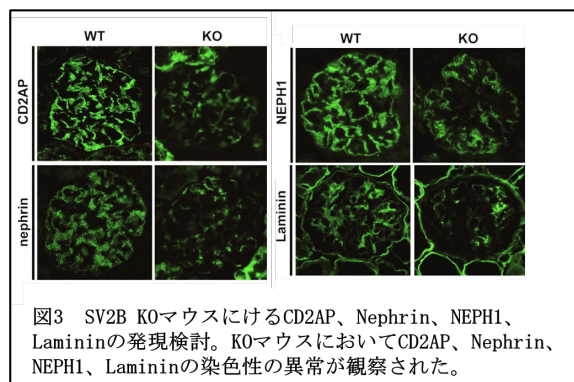 WT KO
CD2AP
nephrin
WT KO
NEPH1
Laminin
図3 SV2B KOマウスにけるCD2AP、Nephrin、NEPH1、
Lamininの発現検討。KOマウスにおいてCD2AP、Nephrin、
NEPH1、Lamininの染色性の異常が観察された。